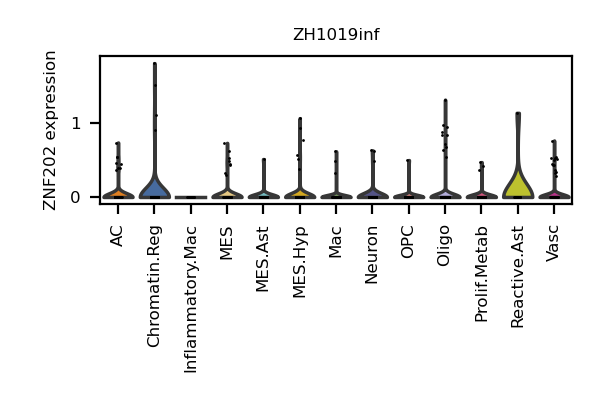 ZH1019inf
ZNF202 expression
1
0
AC
Chromatin.Reg
Inflammatory.Mac
MES
MES.Ast
MES.Hyp
Mac
Neuron
OPC
Oligo
Prolif.Metab
Reactive.Ast
Vasc